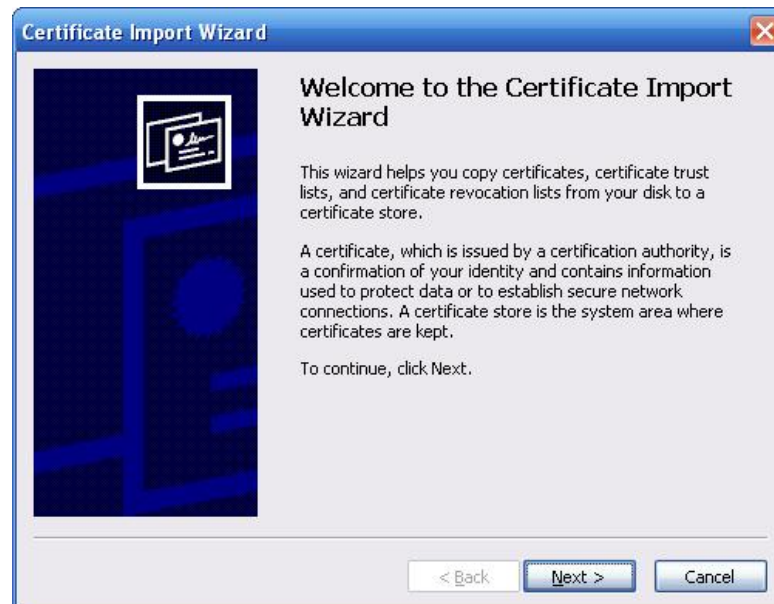 Certificate Import Wizard
Welcome to the Certificate Import
Wizard
This wizard helps you copy certificates, certificate trust
lists, and certificate revocation lists from your disk to a
certificate store.
A certificate, which is issued by a certification authority, is
a confirmation of your identity and contains information
used to protect data or to establish secure network
connections. A certificate store is the system area where
certificates are kept.
To continue, click Next.
< Back Next > Cancel